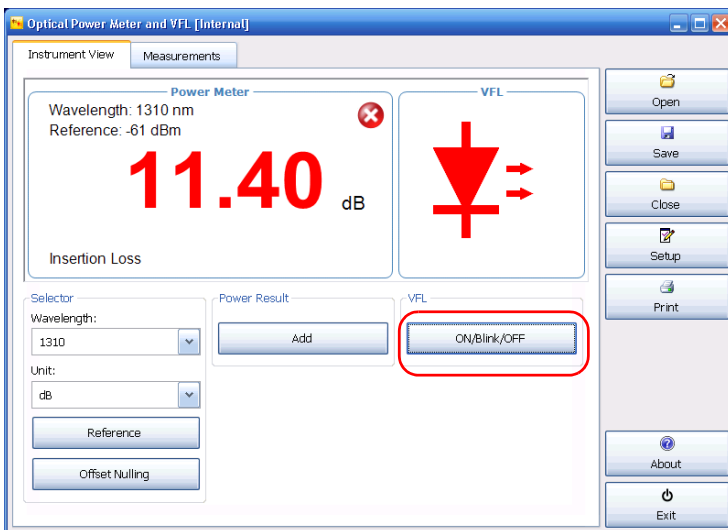 Optical Power Meter and VFL [Internal]
Instrument View
Measurements
Power Meter
Wavelength: 1310 nm
Reference: -61 dBm
11.40 dB
Insertion Loss
VFL
Selector
Wavelength:
1310
Unit:
dB
Reference
Offset Nulling
Power Result
Add
VFL
ON/Blink/OFF
Open
Save
Close
Setup
Print
About
Exit